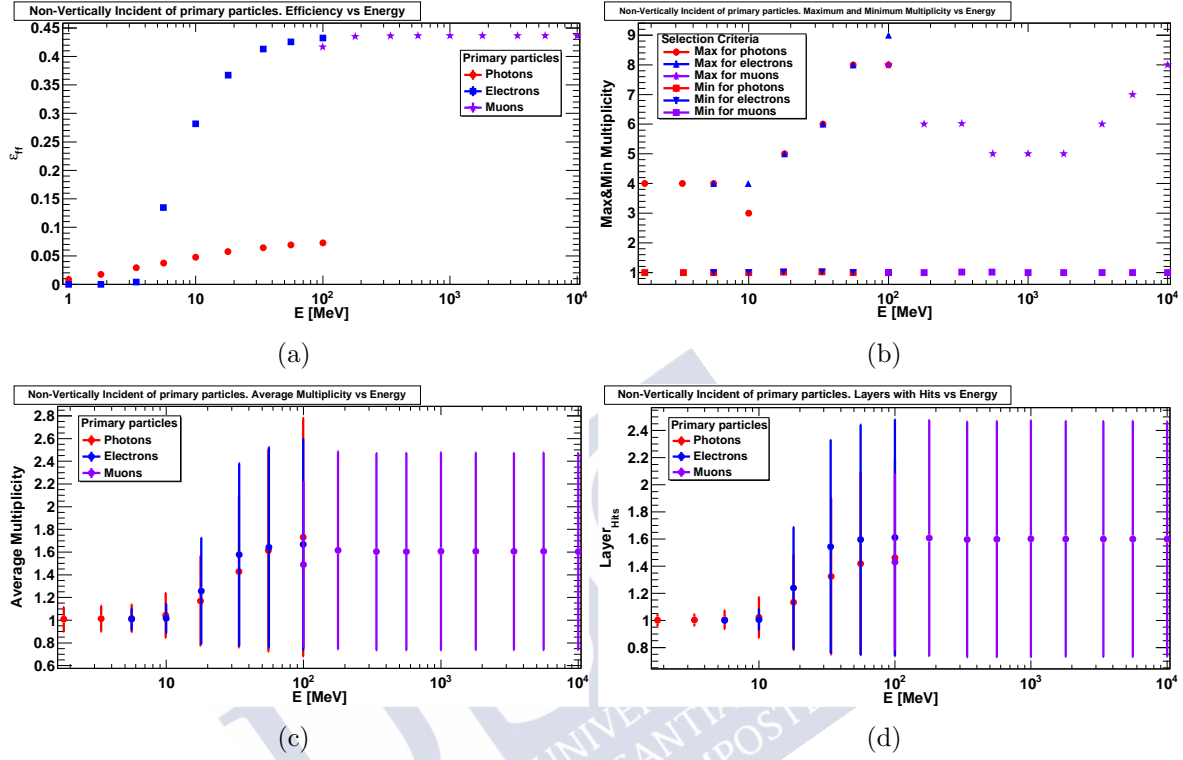 Non-Vertically Incident of primary particles. Efficiency vs Energy
0.45
0.4
0.35
0.3
0.25
0.2
0.15
0.1
0.05
0
εff
Primary particles
Photons
Electrons
Muons
1 10 10² 10³ 10⁴
E [MeV]
(a)
Non-Vertically Incident of primary particles. Maximum and Minimum Multiplicity vs Energy
9
8
7
6
5
4
3
2
1
Max&Min Multiplicity
Selection Criteria
Max for photons
Max for electrons
Max for muons
Min for photons
Min for electrons
Min for muons
10 10² 10³ 10⁴
E [MeV]
(b)
Non-Vertically Incident of primary particles. Average Multiplicity vs Energy
2.8
2.6
2.4
2.2
2
1.8
1.6
1.4
1.2
1
0.8
0.6
Average Multiplicity
Primary particles
Photons
Electrons
Muons
10 10² 10³ 10⁴
E [MeV]
(c)
Non-Vertically Incident of primary particles. Layers with Hits vs Energy
2.4
2.2
2
1.8
1.6
1.4
1.2
1
0.8
Layer_Hits
Primary particles
Photons
Electrons
Muons
10 10² 10³ 10⁴
E [MeV]
(d)